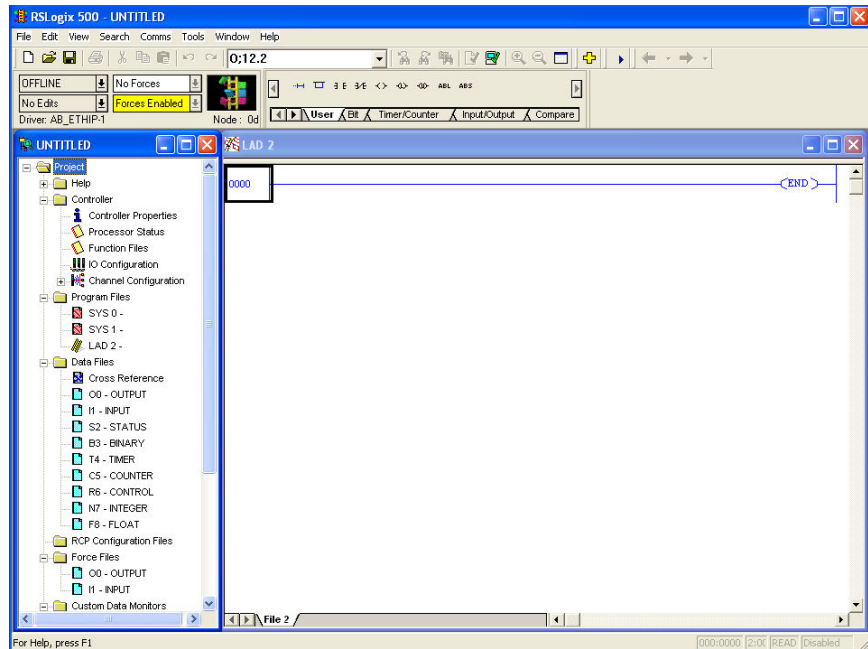 RSLogix 500 - UNTITLED
File Edit View Search Comms Tools Window Help
0;12.2
OFFLINE No Forces
No Edits Forces Enabled
Driver: AB_ETHIP-1 Node : 0d
ABL ABS
User Bit Timer/Counter Input/Output Compare
UNTITLED
LAD 2
Project
Help
Controller
Controller Properties
Processor Status
Function Files
IO Configuration
Channel Configuration
Program Files
SYS 0 -
SYS 1 -
LAD 2 -
Data Files
Cross Reference
O0 - OUTPUT
I1 - INPUT
S2 - STATUS
B3 - BINARY
T4 - TIMER
C5 - COUNTER
R6 - CONTROL
N7 - INTEGER
F8 - FLOAT
RCP Configuration Files
Force Files
O0 - OUTPUT
I1 - INPUT
Custom Data Monitors
0000
END
File 2
For Help, press F1
000:0000 2:0 READ Disabled